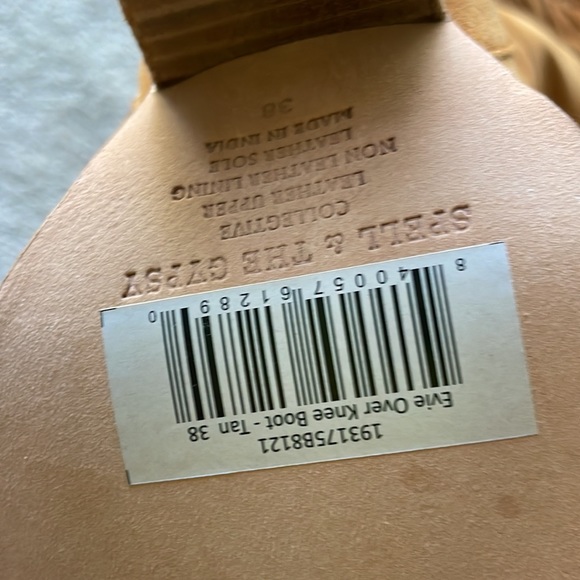 193175B8121
Evie Over Knee Boot - Tan 38
8 40057 61289 0
SPELL & THE GYPSY
COLLECTIVE
LEATHER UPPER
NON LEATHER LINING
LEATHER SOLE
MADE IN INDIA
38